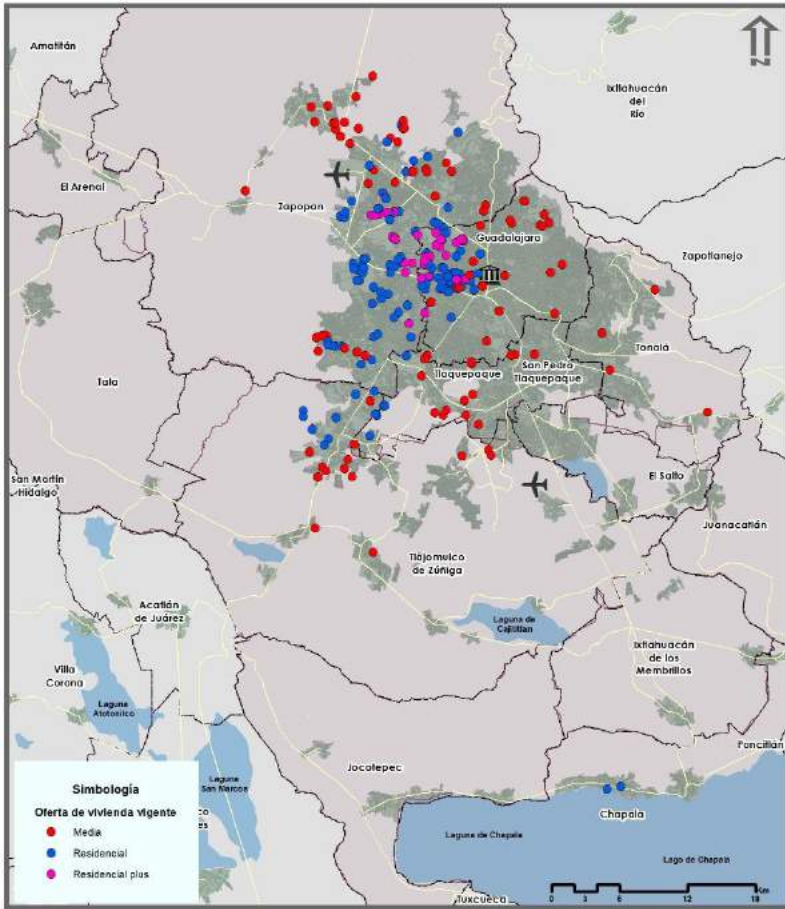 Amatitán
N
Ixtlahuacán
del
Río
El Arenal
Zapopan
Guadalajara
Zapotlanejo
Tonalá
Tala
Tlaquepaque
San Pedro
Tlaquepaque
San Martín
Hidalgo
El Salto
Juanacatlán
Tlajomulco
de Zúñiga
Acatlán
de Juárez
Laguna de
Cajititlán
Ixtlahuacán
de los
Membrillos
Villa
Corona
Laguna
Atotonilco
Poncitlán
Laguna
San Marcos
Jocotepec
Chapala
Laguna de Chapala
Lago de Chapala
Tuxcueca
Simbología
Oferta de vivienda vigente
Media
Residencial
Residencial plus
co
es
Km
0 3 6 12 18